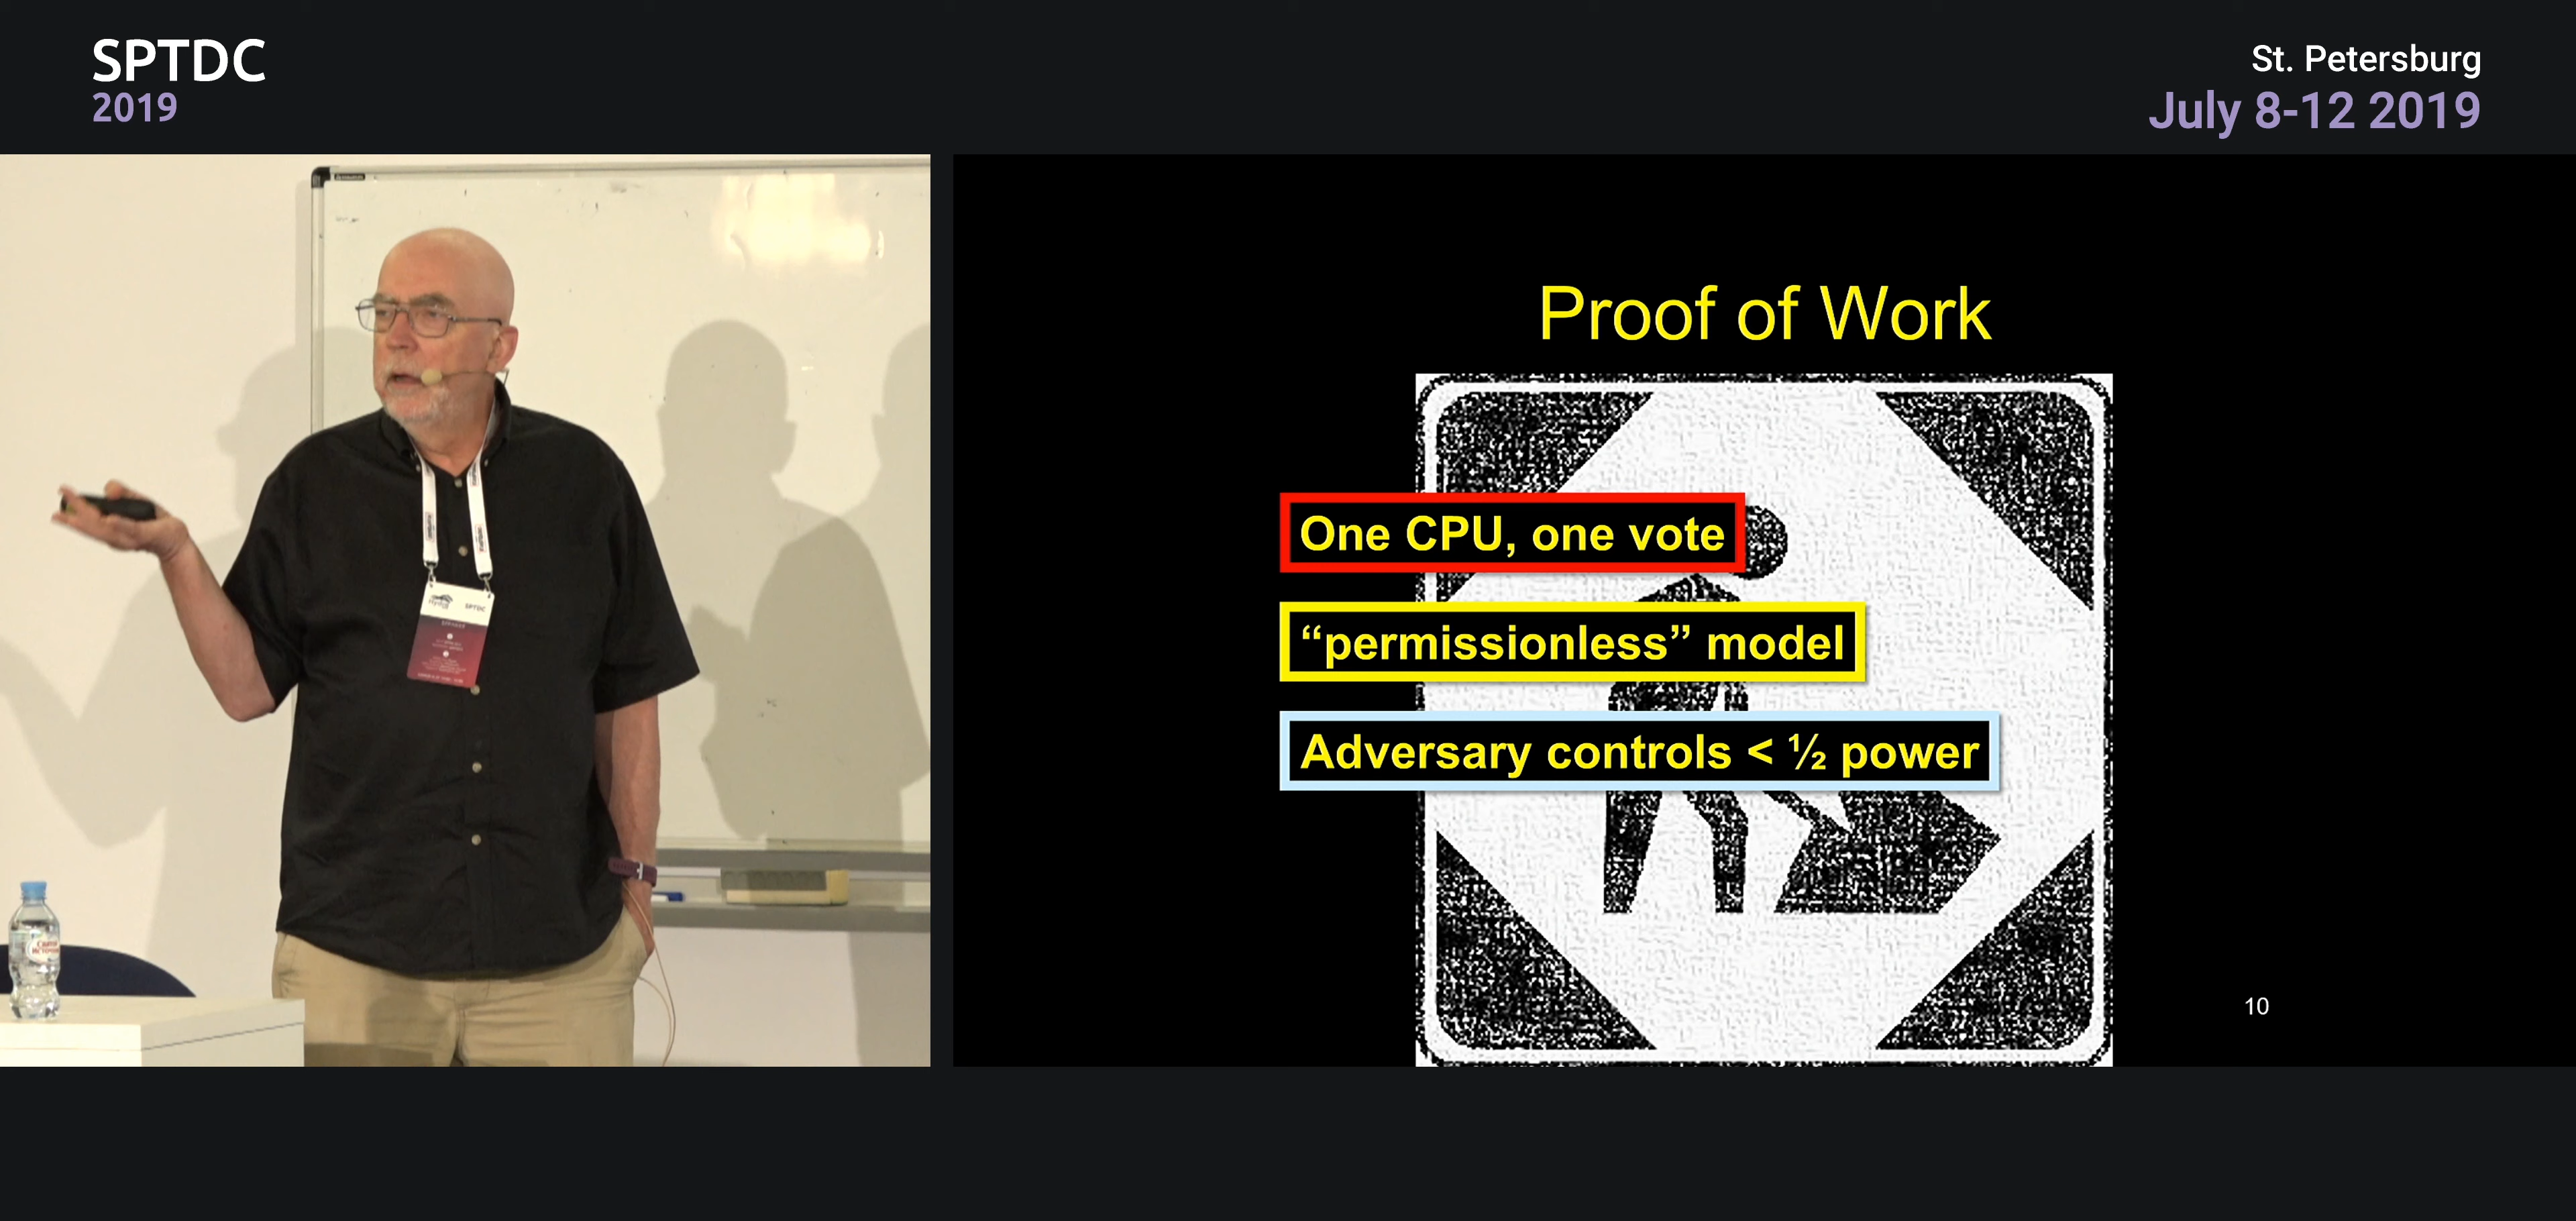 SPTDC
2019
St. Petersburg
July 8-12 2019
SPTDC
Proof of Work
One CPU, one vote
“permissionless” model
Adversary controls < ½ power
10